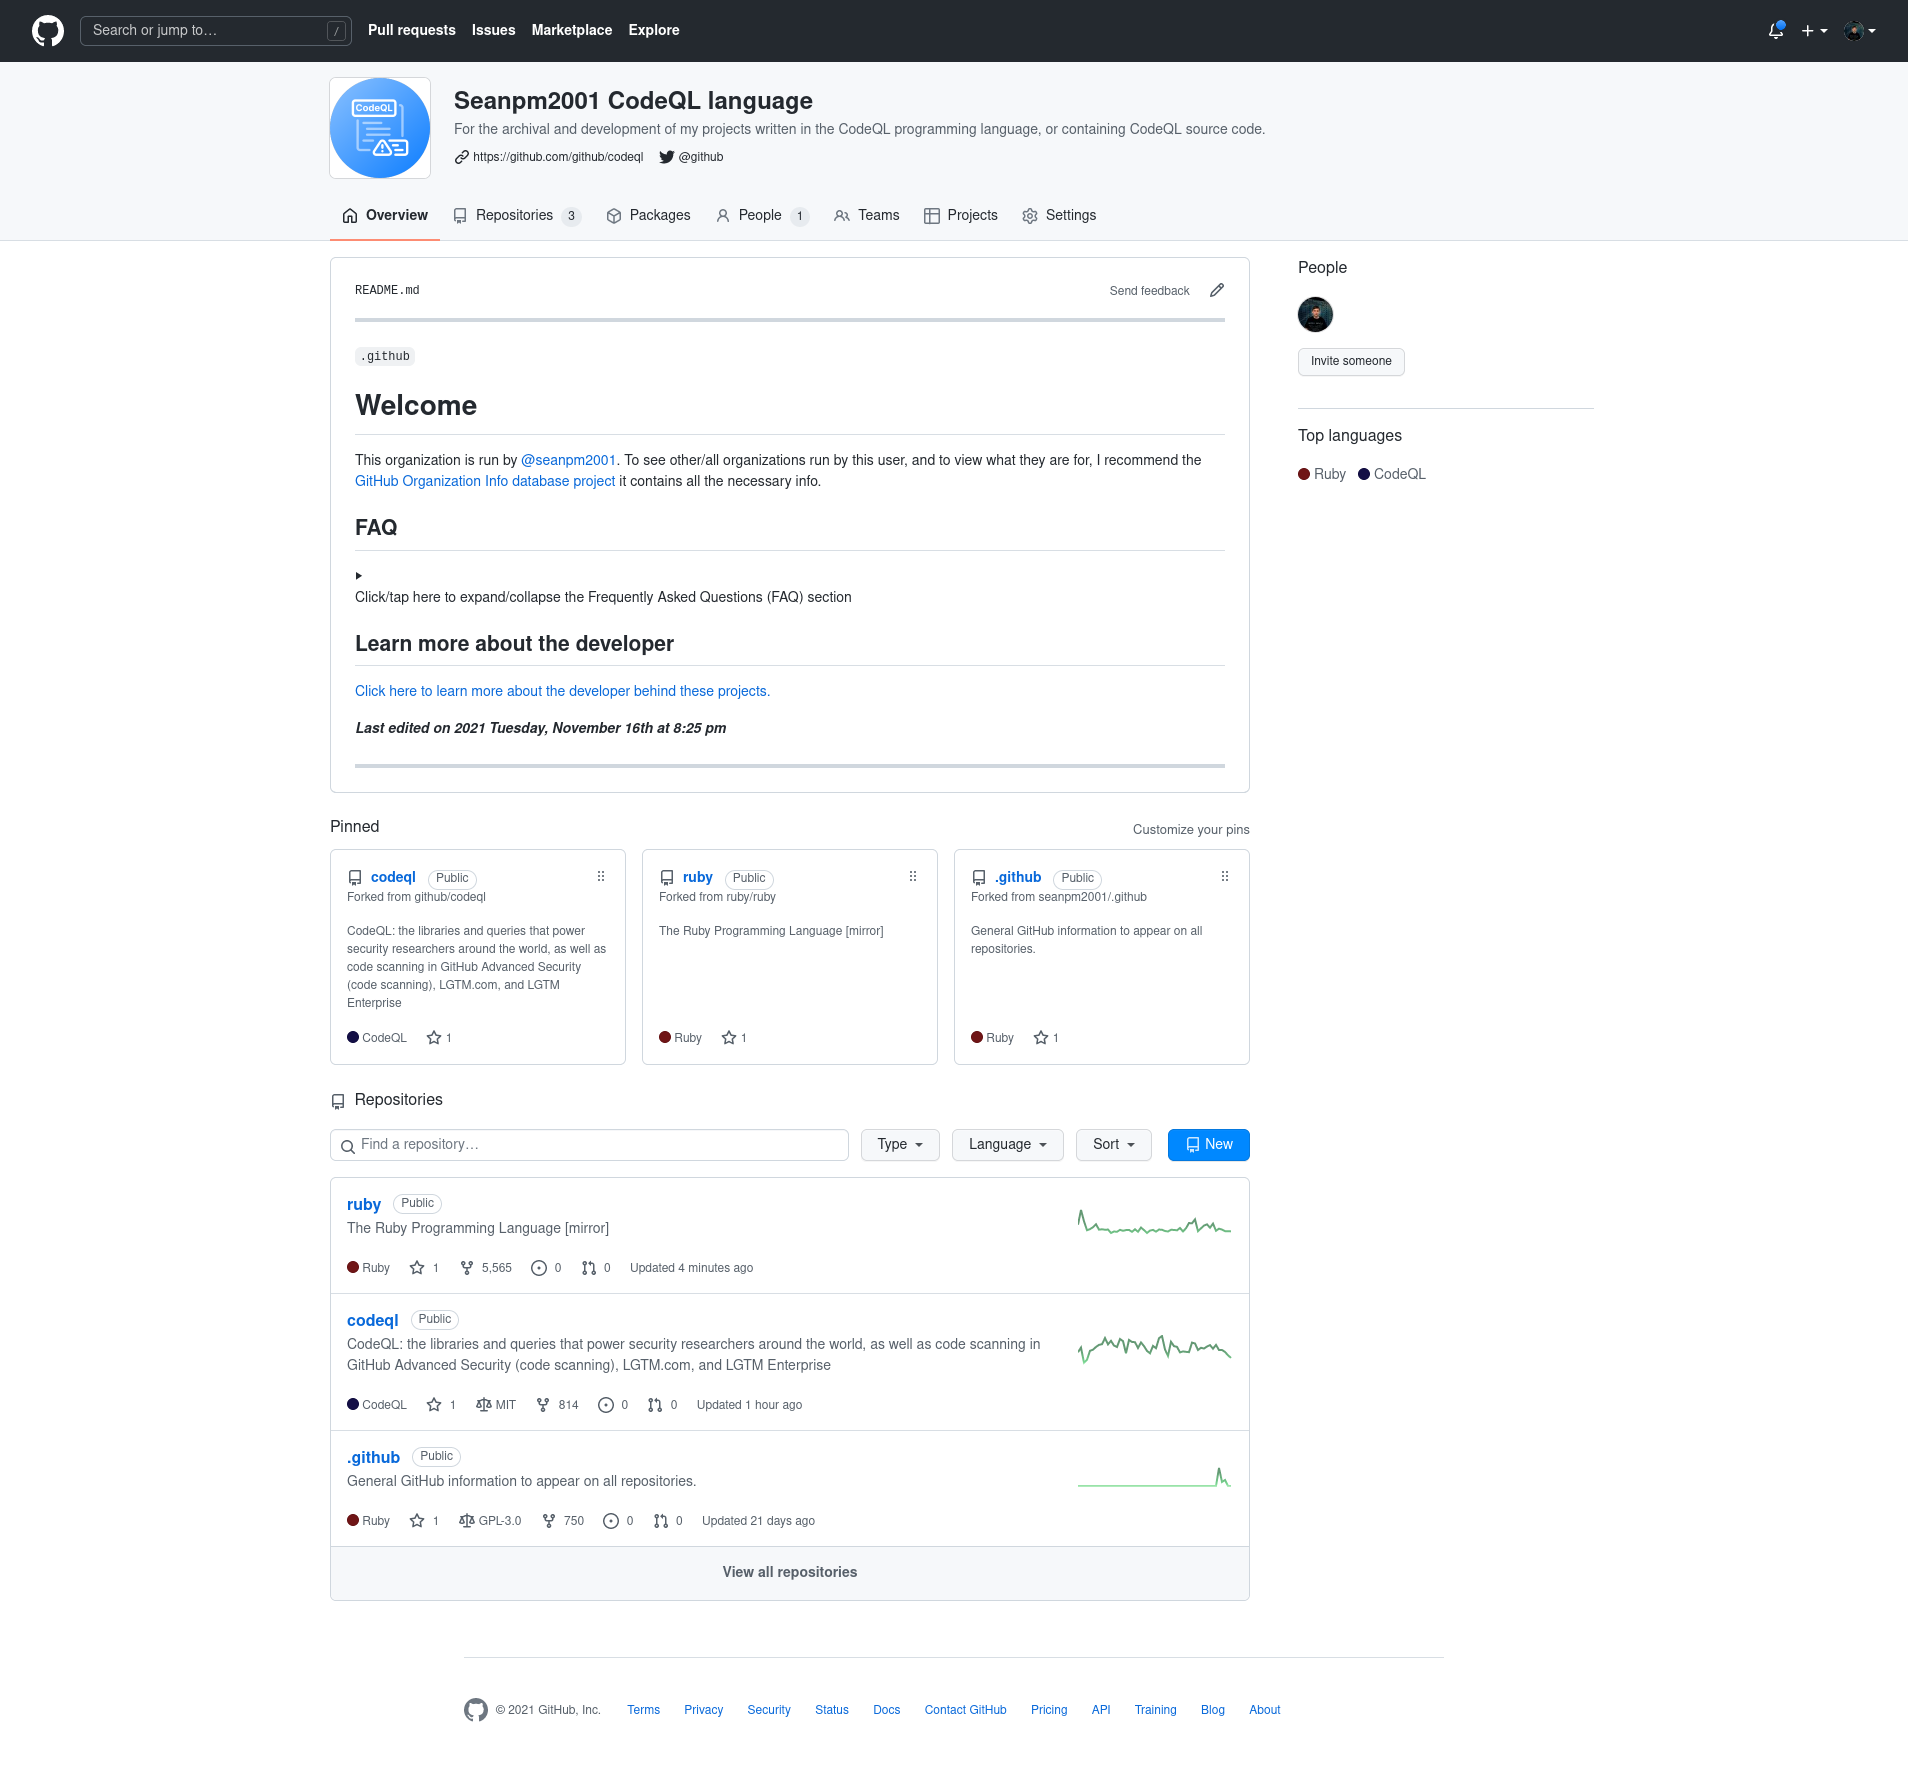 Search or jump to… /
Pull requests Issues Marketplace Explore
CodeQL
Seanpm2001 CodeQL language
For the archival and development of my projects written in the CodeQL programming language, or containing CodeQL source code.
https://github.com/github/codeql @github
Overview Repositories 3 Packages People 1 Teams Projects Settings
README.md
Send feedback
.github
Welcome
This organization is run by @seanpm2001. To see other/all organizations run by this user, and to view what they are for, I recommend the
GitHub Organization Info database project it contains all the necessary info.
FAQ
Click/tap here to expand/collapse the Frequently Asked Questions (FAQ) section
Learn more about the developer
Click here to learn more about the developer behind these projects.
Last edited on 2021 Tuesday, November 16th at 8:25 pm
People
Invite someone
Top languages
Ruby CodeQL
Pinned
Customize your pins
codeql Public
Forked from github/codeql
CodeQL: the libraries and queries that power
security researchers around the world, as well as
code scanning in GitHub Advanced Security
(code scanning), LGTM.com, and LGTM
Enterprise
CodeQL 1
ruby Public
Forked from ruby/ruby
The Ruby Programming Language [mirror]
Ruby 1
.github Public
Forked from seanpm2001/.github
General GitHub information to appear on all
repositories.
Ruby 1
Repositories
Find a repository…
Type Language Sort New
ruby Public
The Ruby Programming Language [mirror]
Ruby 1 5,565 0 0 Updated 4 minutes ago
codeql Public
CodeQL: the libraries and queries that power security researchers around the world, as well as code scanning in
GitHub Advanced Security (code scanning), LGTM.com, and LGTM Enterprise
CodeQL 1 MIT 814 0 0 Updated 1 hour ago
.github Public
General GitHub information to appear on all repositories.
Ruby 1 GPL-3.0 750 0 0 Updated 21 days ago
View all repositories
© 2021 GitHub, Inc. Terms Privacy Security Status Docs Contact GitHub Pricing API Training Blog About